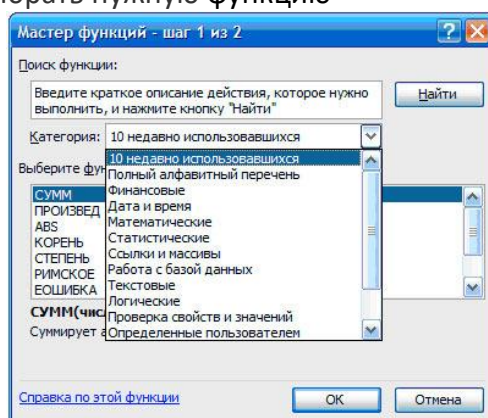 нужную функцию
Мастер функций - шаг 1 из 2
Поиск функции:
Введите краткое описание действия, которое нужно
выполнить, и нажмите кнопку "Найти"
Найти
Категория:
10 недавно использовавшихся
10 недавно использовавшихся
Полный алфавитный перечень
Финансовые
Дата и время
Математические
Статистические
Ссылки и массивы
Работа с базой данных
Текстовые
Логические
Проверка свойств и значений
Определенные пользователем
Выберите
СУММ
ПРОИЗВЕД
ABS
КОРЕНЬ
СТЕПЕНЬ
РИМСКОЕ
ЕОШИБКА
СУММ(чис
Суммирует
Справка по этой функции
ОК
Отмена